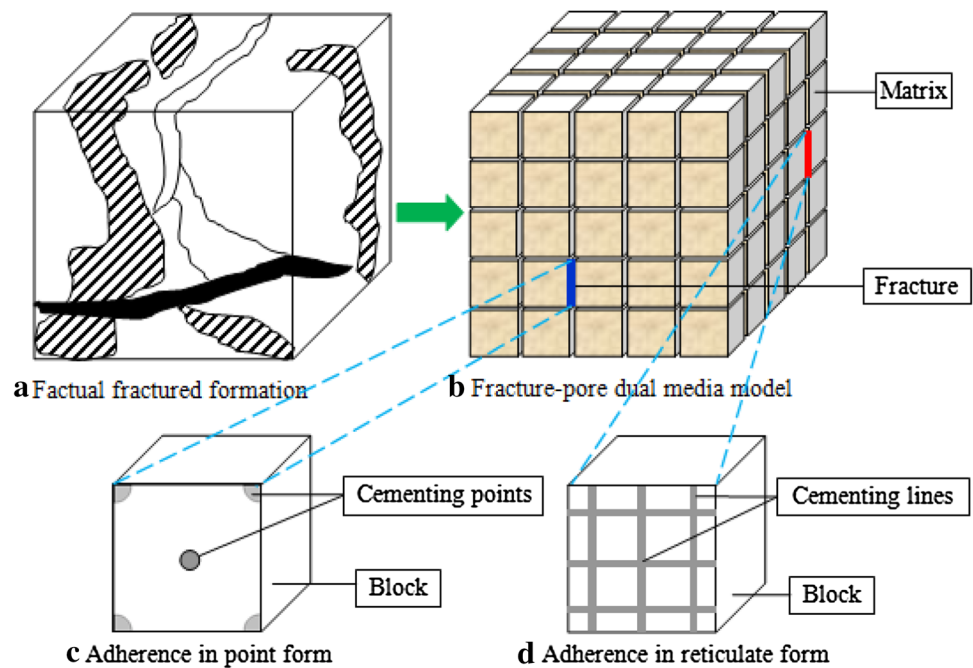 Matrix
Fracture
a Factual fractured formation
b Fracture-pore dual media model
Cementing points
Block
c Adherence in point form
Cementing lines
Block
d Adherence in reticulate form